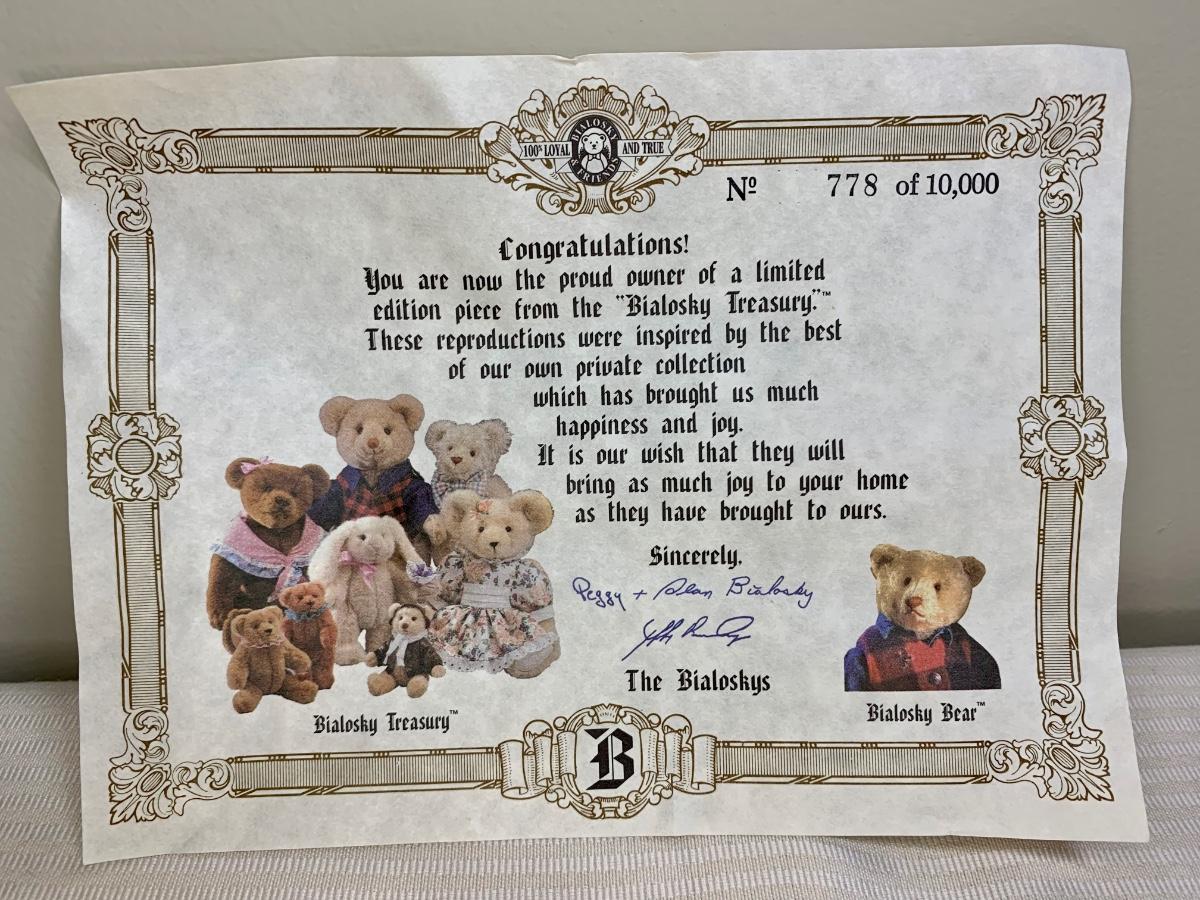 BIALOSKY
100% LOYAL AND TRUE
& FRIENDS
Nº 778 of 10,000
Congratulations!
You are now the proud owner of a limited
edition piece from the "Bialosky Treasury."™
These reproductions were inspired by the best
of our own private collection
which has brought us much
happiness and joy.
It is our wish that they will
bring as much joy to your home
as they have brought to ours.
Sincerely,
Peggy + Alan Bialosky
The Bialoskys
Bialosky Treasury™
Bialosky Bear™
B